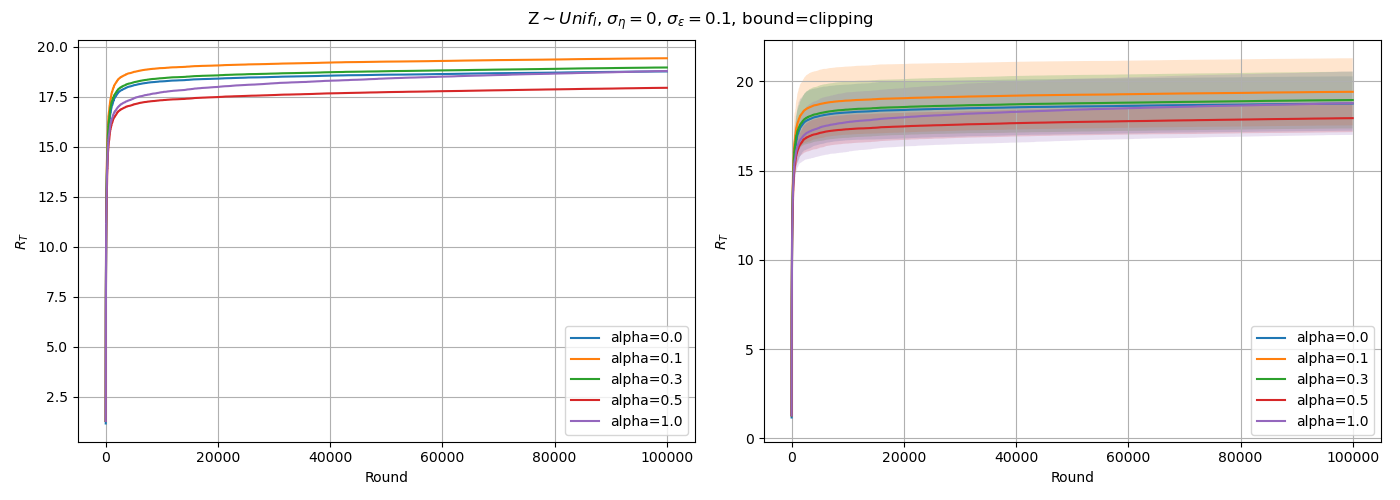 Z ~ Unif_l, σ_η = 0, σ_ε = 0.1, bound=clipping
20.0
17.5
15.0
12.5
10.0
7.5
5.0
2.5
R_T
0 20000 40000 60000 80000 100000
Round
alpha=0.0
alpha=0.1
alpha=0.3
alpha=0.5
alpha=1.0
20
15
10
5
0
R_T
0 20000 40000 60000 80000 100000
Round
alpha=0.0
alpha=0.1
alpha=0.3
alpha=0.5
alpha=1.0